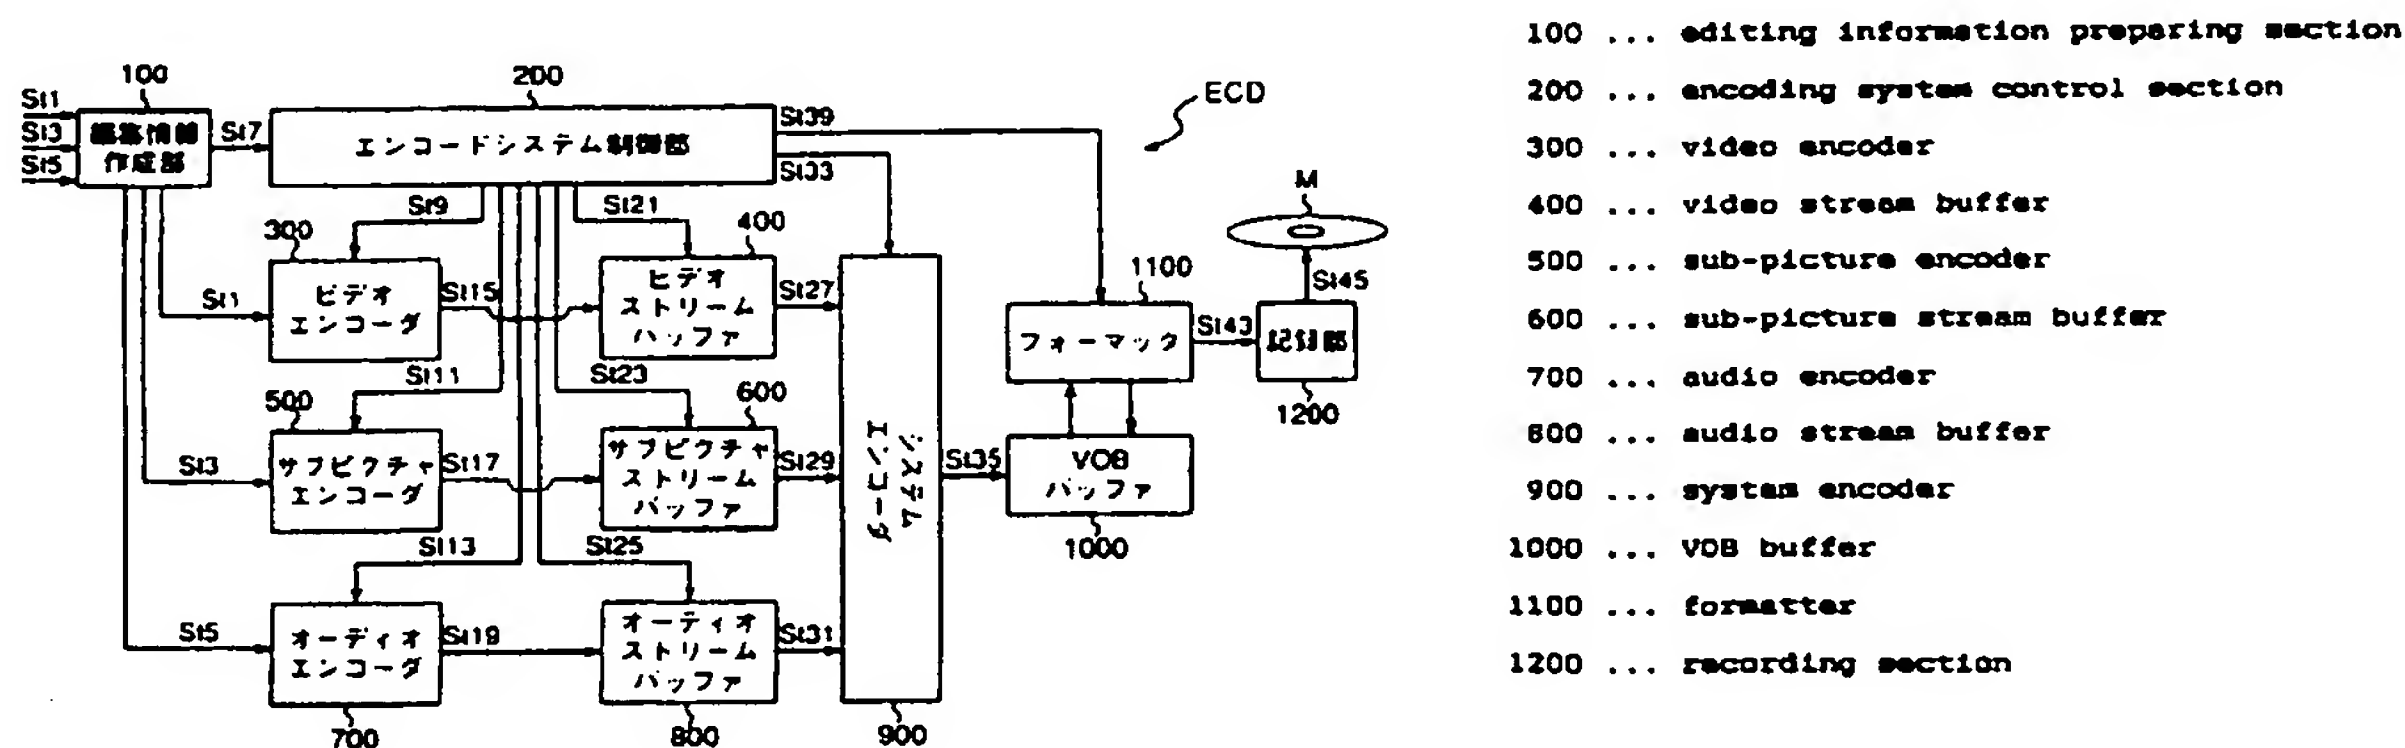 100
200
ECD
St1
St3
St5
編集情報
作成部
St7
エンコードシステム制御部
St39
St33
M
St9
St21
300
400
1100
St1
ビデオ
エンコーダ
St15
ビデオ
ストリーム
バッファ
St27
フォーマック
St43
記録部
St45
1200
St11
St23
500
600
St3
サブピクチャ
エンコーダ
St17
サブピクチャ
ストリーム
バッファ
St29
システム
エンコーダ
St35
VOB
バッファ
1000
St13
St25
St5
オーディオ
エンコーダ
St19
オーディオ
ストリーム
バッファ
St31
700
800
900
100 ... editing information preparing section
200 ... encoding system control section
300 ... video encoder
400 ... video stream buffer
500 ... sub-picture encoder
600 ... sub-picture stream buffer
700 ... audio encoder
800 ... audio stream buffer
900 ... system encoder
1000 ... VOB buffer
1100 ... formatter
1200 ... recording section